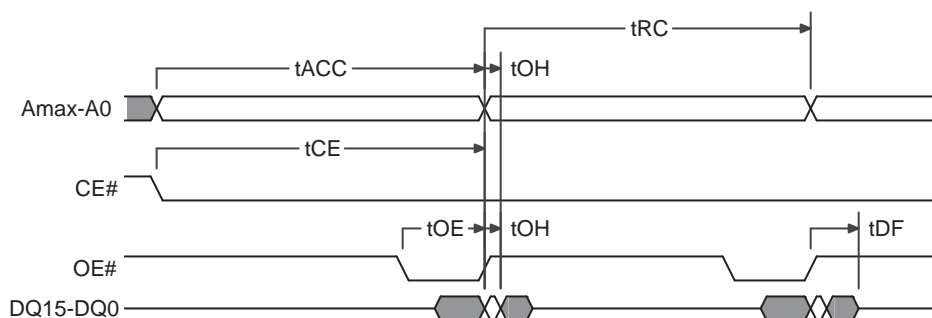 tRC
tACC tOH
Amax-A0
tCE
CE#
tOE tOH tDF
OE#
DQ15-DQ0